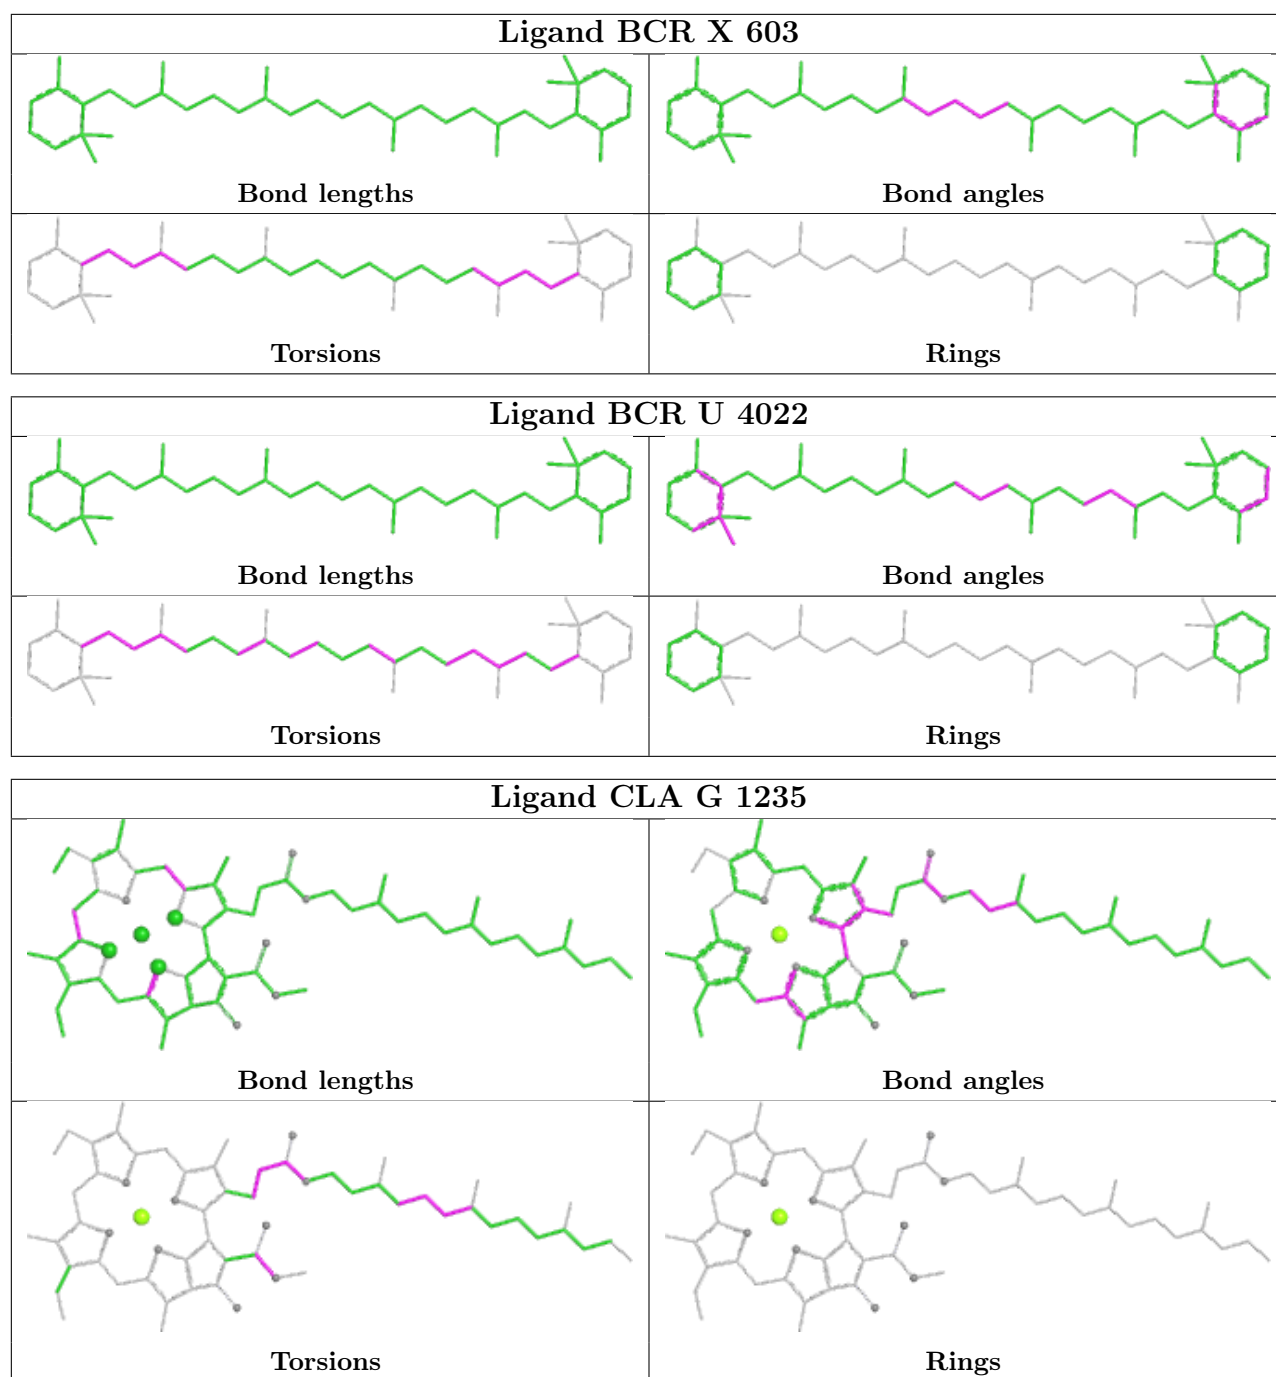 Ligand BCR X 603
Bond lengths
Bond angles
Torsions
Rings
Ligand BCR U 4022
Bond lengths
Bond angles
Torsions
Rings
Ligand CLA G 1235
Bond lengths
Bond angles
Torsions
Rings